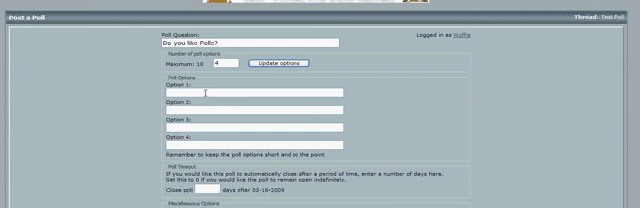 Post a Poll
Thread: Test Poll
Poll Question:
Logged in as Wuffie
Do you like Polls?
Number of poll options
Maximum: 10 4 Update options
Poll Options
Option 1:
Option 2:
Option 3:
Option 4:
Remember to keep the poll options short and to the point
Poll Timeout
If you would like this poll to automatically close after a period of time, enter a number of days here.
Set this to 0 if you would like the poll to remain open indefinitely.
Close poll days after 02-16-2009
Miscellaneous Options